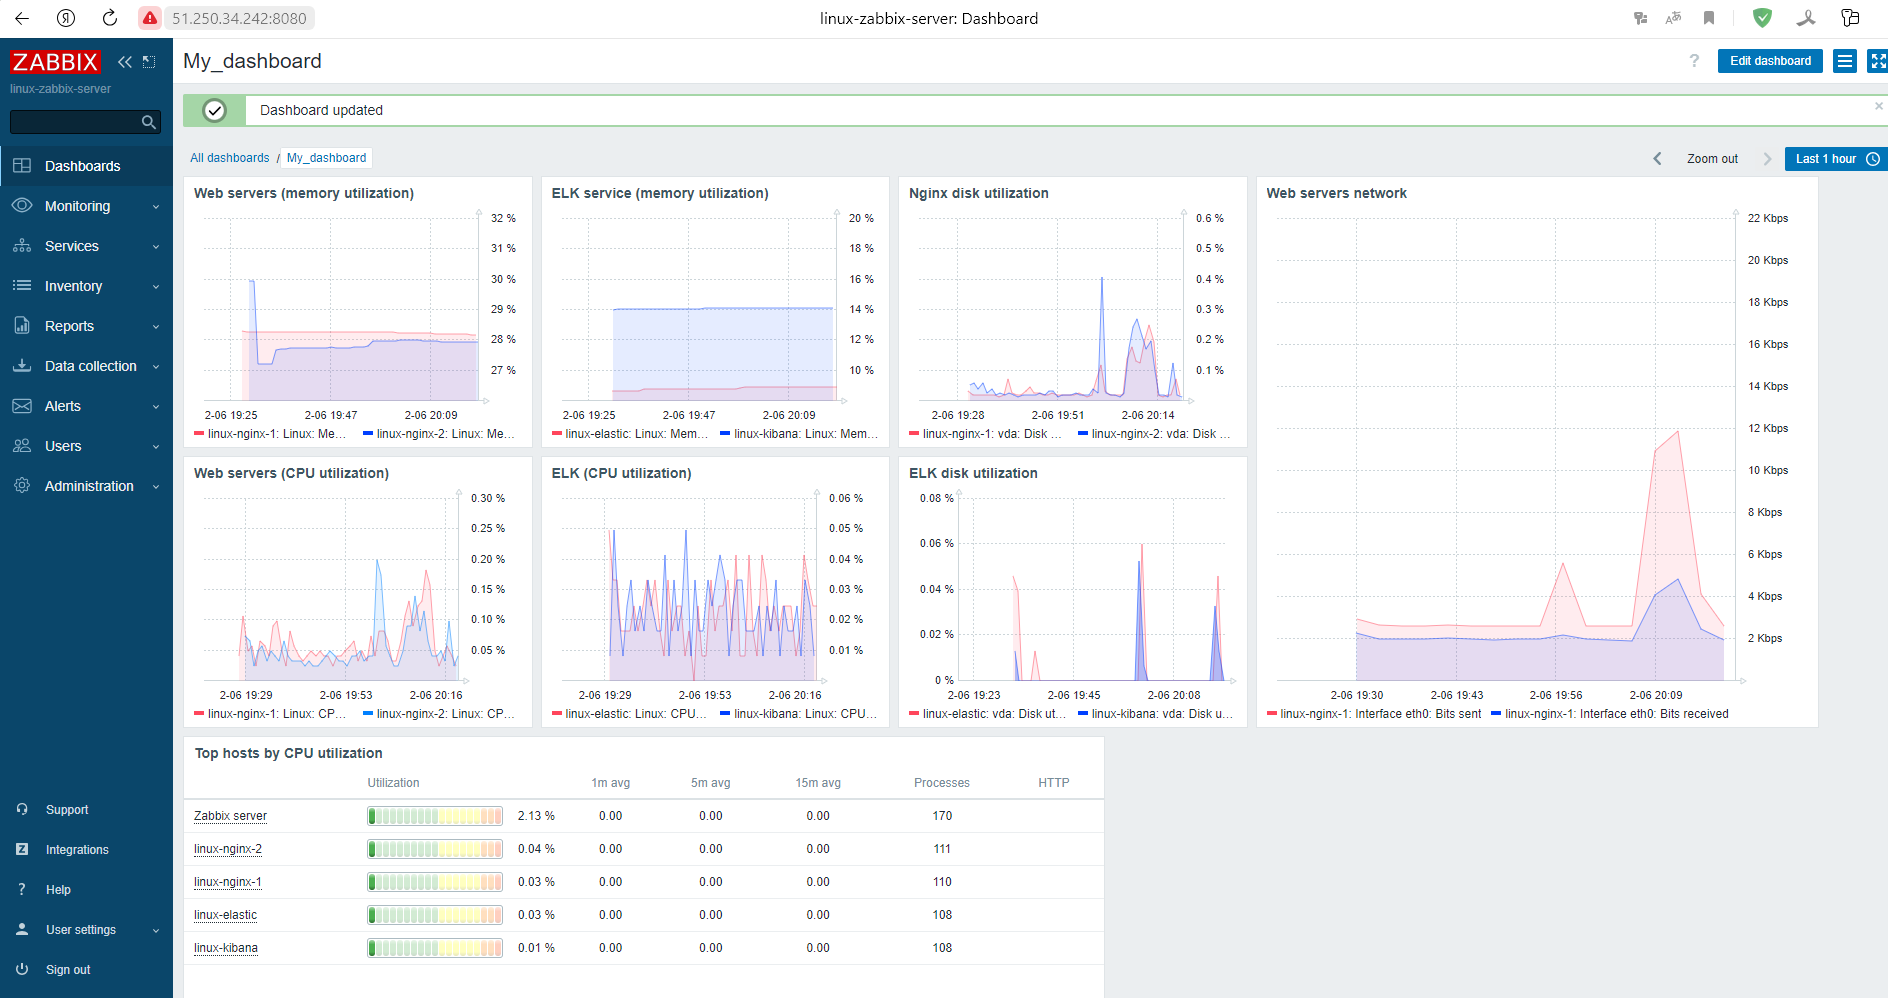 51.250.34.242:8080
linux-zabbix-server: Dashboard
ZABBIX
linux-zabbix-server
Dashboards
Monitoring
Services
Inventory
Reports
Data collection
Alerts
Users
Administration
Support
Integrations
Help
User settings
Sign out
My_dashboard
?
Edit dashboard
Dashboard updated
All dashboards / My_dashboard
Zoom out
Last 1 hour
Web servers (memory utilization)
32 %
31 %
30 %
29 %
28 %
27 %
2-06 19:25 2-06 19:47 2-06 20:09
linux-nginx-1: Linux: Me... linux-nginx-2: Linux: Me...
ELK service (memory utilization)
20 %
18 %
16 %
14 %
12 %
10 %
2-06 19:25 2-06 19:47 2-06 20:09
linux-elastic: Linux: Mem... linux-kibana: Linux: Mem...
Nginx disk utilization
0.6 %
0.5 %
0.4 %
0.3 %
0.2 %
0.1 %
2-06 19:28 2-06 19:51 2-06 20:14
linux-nginx-1: vda: Disk ... linux-nginx-2: vda: Disk ...
Web servers network
22 Kbps
20 Kbps
18 Kbps
16 Kbps
14 Kbps
12 Kbps
10 Kbps
8 Kbps
6 Kbps
4 Kbps
2 Kbps
2-06 19:30 2-06 19:43 2-06 19:56 2-06 20:09
linux-nginx-1: Interface eth0: Bits sent linux-nginx-1: Interface eth0: Bits received
Web servers (CPU utilization)
0.30 %
0.25 %
0.20 %
0.15 %
0.10 %
0.05 %
2-06 19:29 2-06 19:53 2-06 20:16
linux-nginx-1: Linux: CP... linux-nginx-2: Linux: CP...
ELK (CPU utilization)
0.06 %
0.05 %
0.04 %
0.03 %
0.02 %
0.01 %
2-06 19:29 2-06 19:53 2-06 20:16
linux-elastic: Linux: CPU... linux-kibana: Linux: CPU...
ELK disk utilization
0.08 %
0.06 %
0.04 %
0.02 %
0 %
2-06 19:23 2-06 19:45 2-06 20:08
linux-elastic: vda: Disk ut... linux-kibana: vda: Disk u...
Top hosts by CPU utilization
Utilization 1m avg 5m avg 15m avg Processes HTTP
Zabbix server 2.13 % 0.00 0.00 0.00 170
linux-nginx-2 0.04 % 0.00 0.00 0.00 111
linux-nginx-1 0.03 % 0.00 0.00 0.00 110
linux-elastic 0.03 % 0.00 0.00 0.00 108
linux-kibana 0.01 % 0.00 0.00 0.00 108